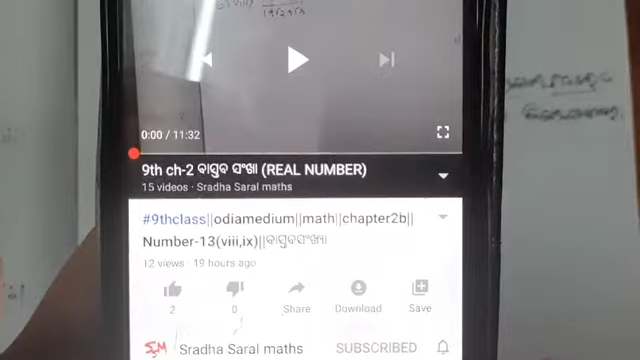 0:00 / 11:32
9th ch-2 ବାସ୍ତବ ସଂଖା (REAL NUMBER)
15 videos · Sradha Saral maths
#9thclass||odiamedium||math||chapter2b||
Number-13(viii,ix)||ବାସ୍ତବସଂଖ୍ୟା
12 views · 19 hours ago
2
0
Share
Download
Save
SM
Sradha Saral maths
SUBSCRIBED